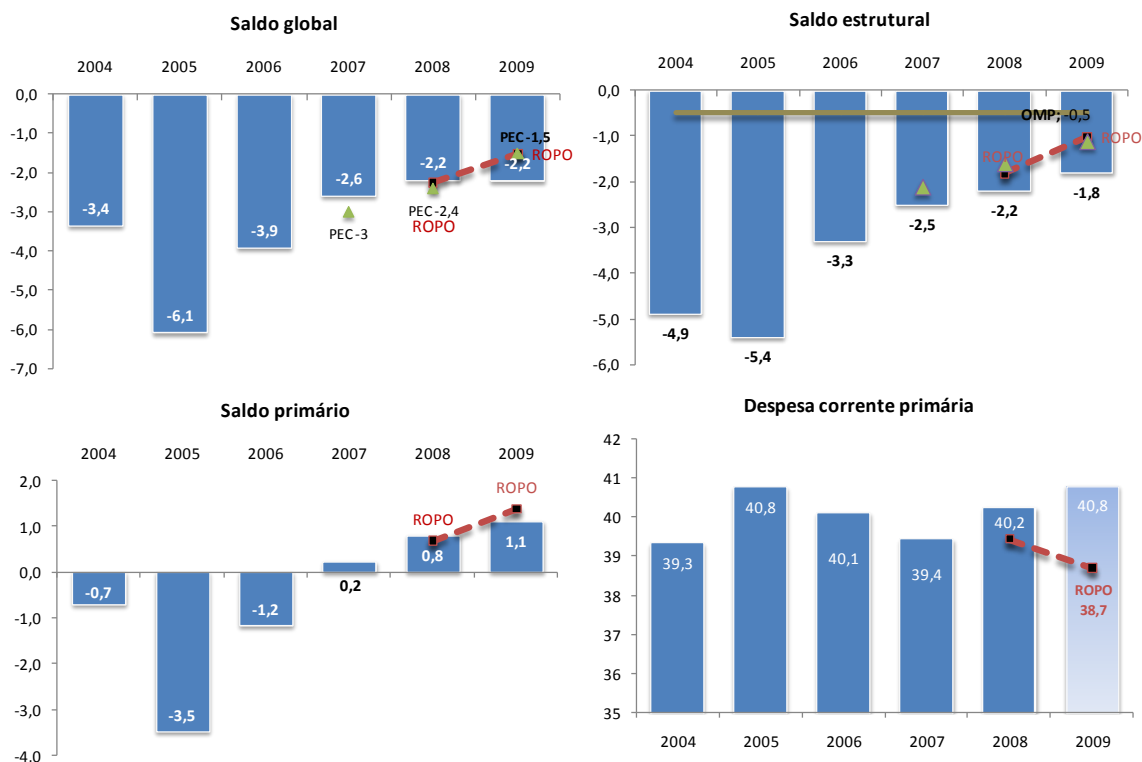 Saldo global
2004 2005 2006 2007 2008 2009
0,0
-1,0
-2,0
-3,0
-4,0
-5,0
-6,0
-7,0
-3,4
-6,1
-3,9
-2,6
-2,2
-2,2
PEC -3
PEC -2,4
ROPO
PEC -1,5
ROPO
Saldo estrutural
2004 2005 2006 2007 2008 2009
0,0
-1,0
-2,0
-3,0
-4,0
-5,0
-6,0
OMP; -0,5
ROPO
ROPO
-4,9
-5,4
-3,3
-2,5
-2,2
-1,8
Saldo primário
2004 2005 2006 2007 2008 2009
2,0
1,0
0,0
-1,0
-2,0
-3,0
-4,0
ROPO
ROPO
-0,7
-3,5
-1,2
0,2
0,8
1,1
Despesa corrente primária
42
41
40
39
38
37
36
35
39,3
40,8
40,1
39,4
40,2
40,8
ROPO
38,7
2004 2005 2006 2007 2008 2009